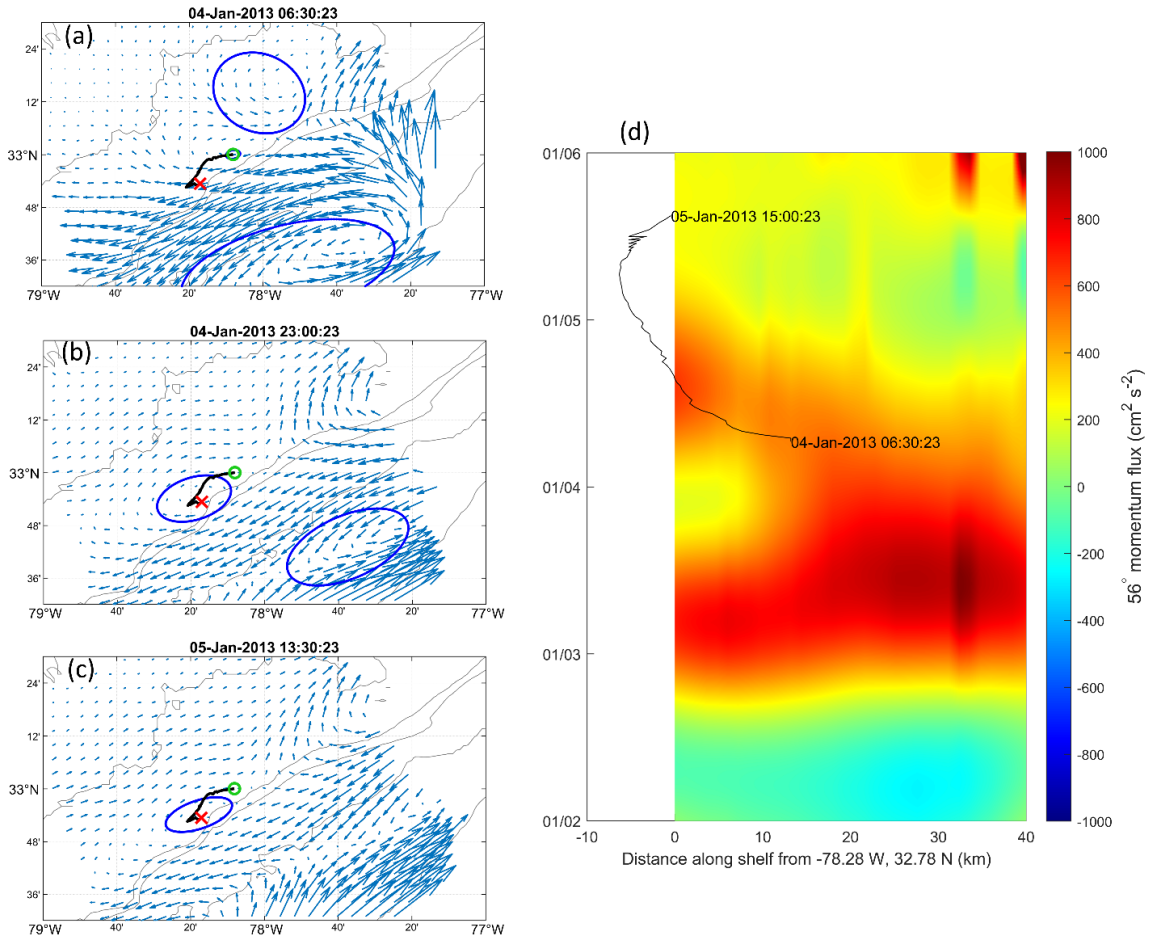 04-Jan-2013 06:30:23
(a)
24'
12'
33°N
48'
36'
79°W
40'
20'
78°W
40'
20'
77°W
04-Jan-2013 23:00:23
(b)
24'
12'
33°N
48'
36'
79°W
40'
20'
78°W
40'
20'
77°W
05-Jan-2013 13:30:23
(c)
24'
12'
33°N
48'
36'
79°W
40'
20'
78°W
40'
20'
77°W
(d)
01/06
01/05
01/04
01/03
01/02
05-Jan-2013 15:00:23
04-Jan-2013 06:30:23
-10
0
10
20
30
40
Distance along shelf from -78.28 W, 32.78 N (km)
1000
800
600
400
200
0
-200
-400
-600
-800
-1000
56° momentum flux (cm² s⁻²)